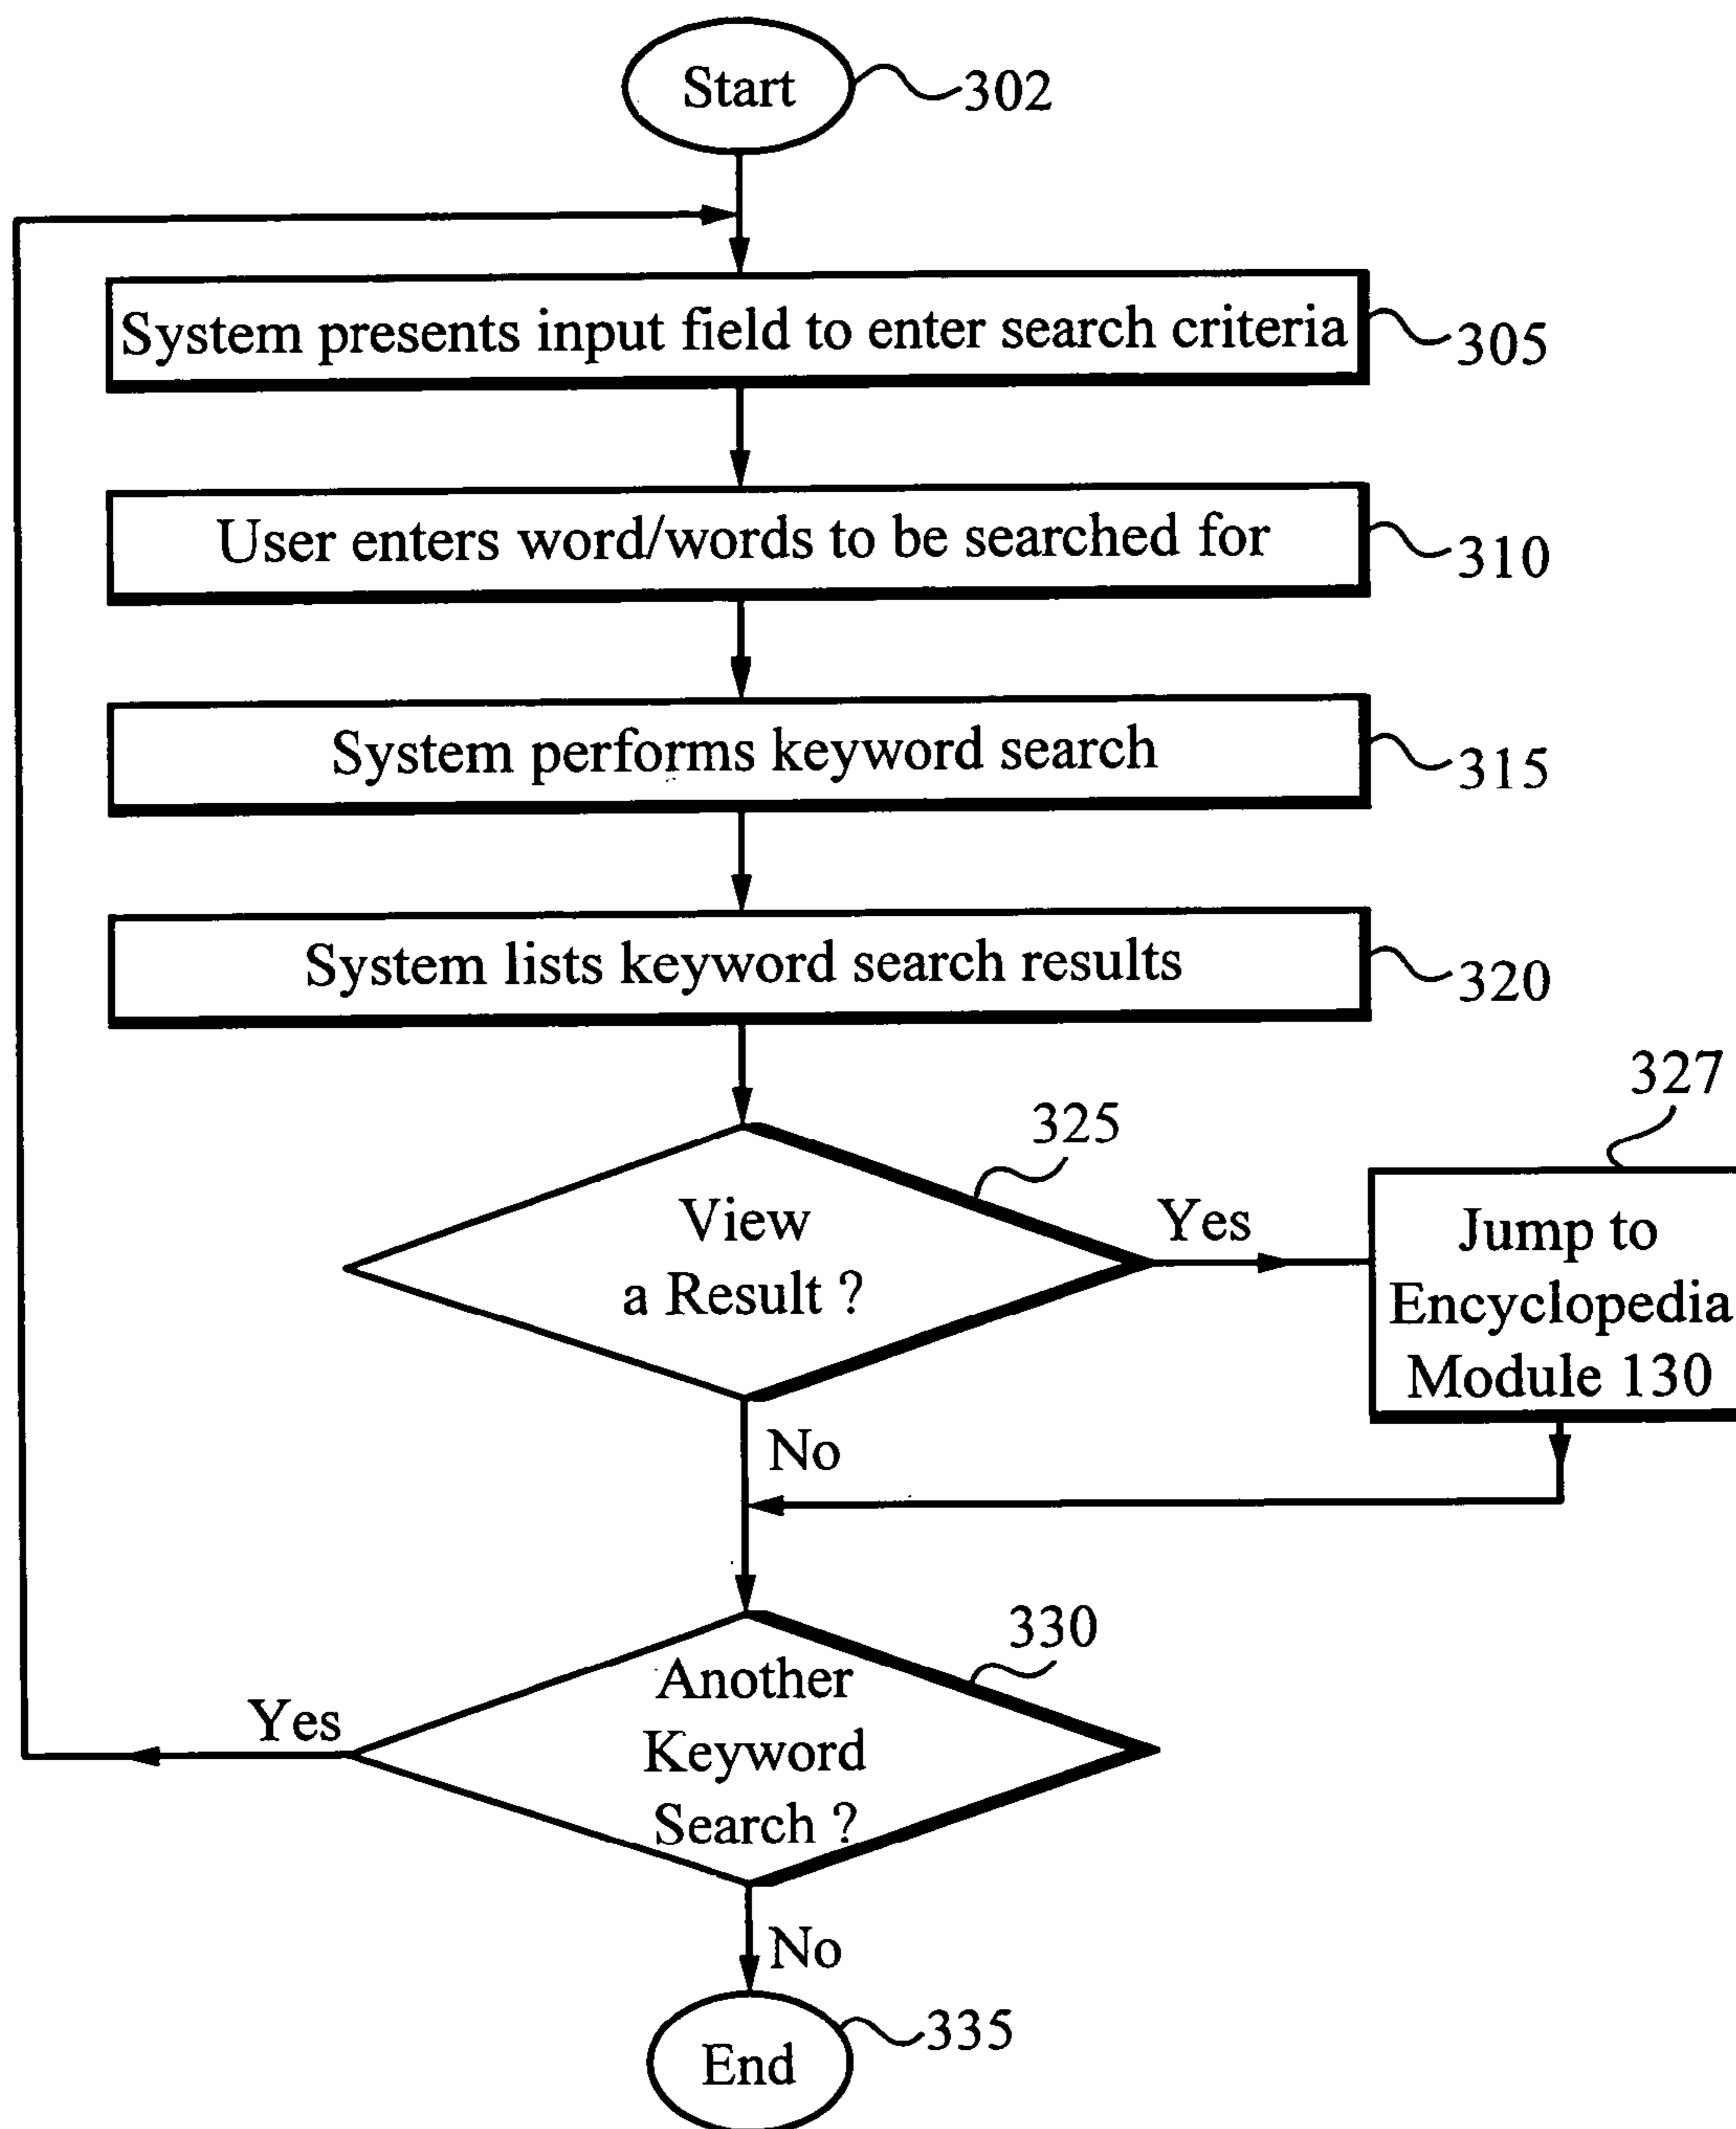 Start
302
System presents input field to enter search criteria
305
User enters word/words to be searched for
310
System performs keyword search
315
System lists keyword search results
320
327
325
View
a Result ?
Yes
Jump to
Encyclopedia
Module 130
No
330
Another
Keyword
Search ?
Yes
No
335
End